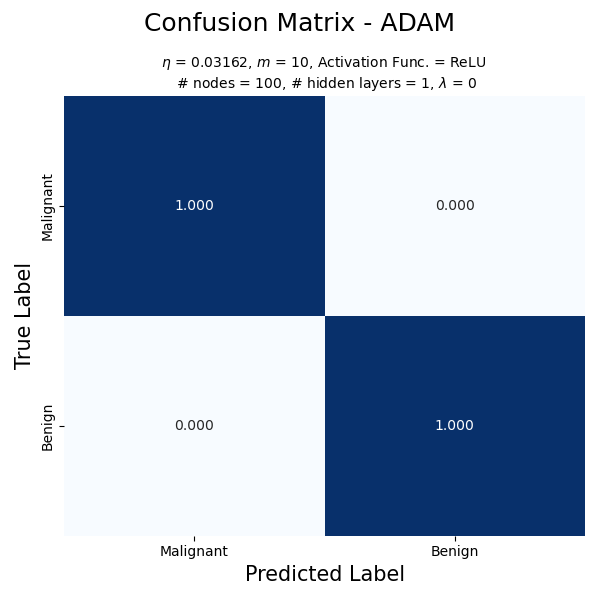 Confusion Matrix - ADAM
η = 0.03162, m = 10, Activation Func. = ReLU
# nodes = 100, # hidden layers = 1, λ = 0
True Label
Malignant
1.000
0.000
Benign
0.000
1.000
Malignant
Benign
Predicted Label